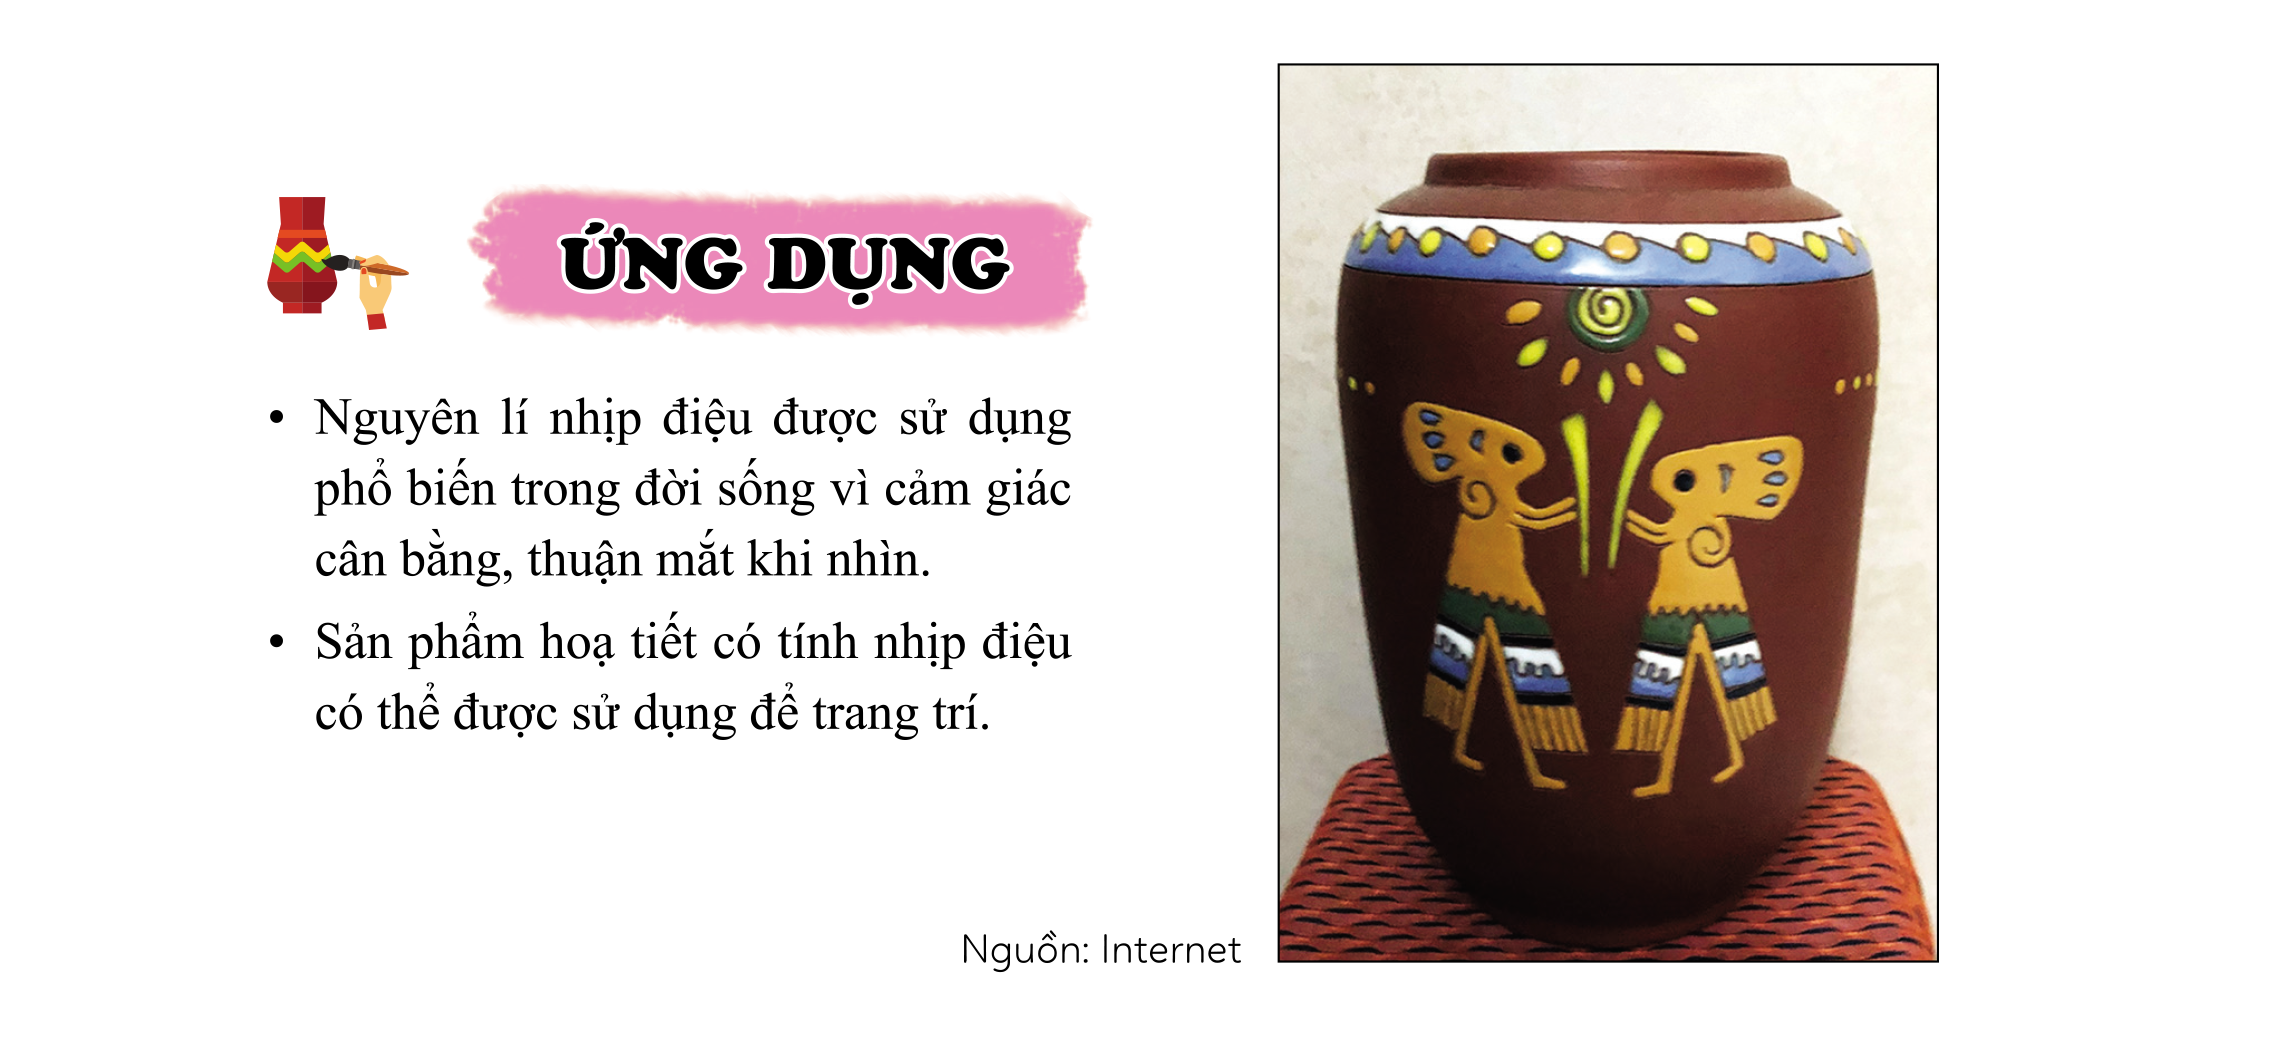 ỨNG DỤNG
• Nguyên lí nhịp điệu được sử dụng
phổ biến trong đời sống vì cảm giác
cân bằng, thuận mắt khi nhìn.
• Sản phẩm hoạ tiết có tính nhịp điệu
có thể được sử dụng để trang trí.
Nguồn: Internet